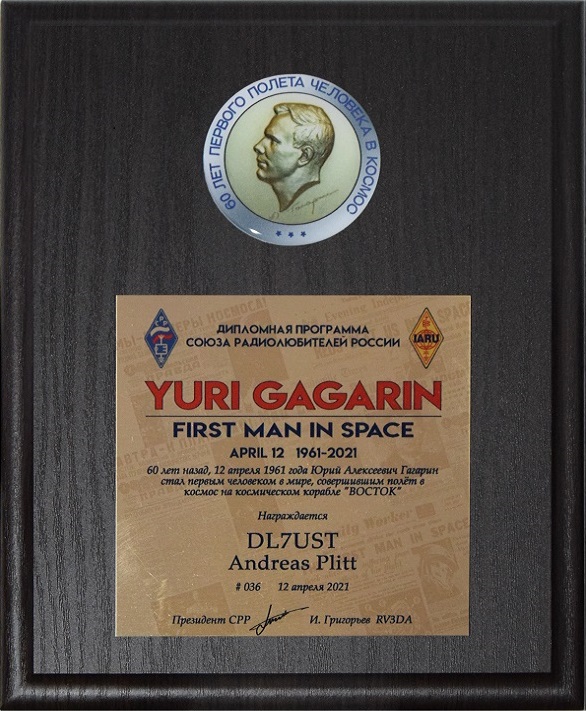 60 ЛЕТ ПЕРВОГО ПОЛЕТА ЧЕЛОВЕКА В КОСМОС
ДИПЛОМНАЯ ПРОГРАММА
СОЮЗА РАДИОЛЮБИТЕЛЕЙ РОССИИ
IARU
YURI GAGARIN
FIRST MAN IN SPACE
APRIL 12 1961-2021
60 лет назад, 12 апреля 1961 года Юрий Алексеевич Гагарин
стал первым человеком в мире, совершившим полёт в
космос на космическом корабле "ВОСТОК"
Награждается
DL7UST
Andreas Plitt
# 036 12 апреля 2021
Президент СРР И. Григорьев RV3DA